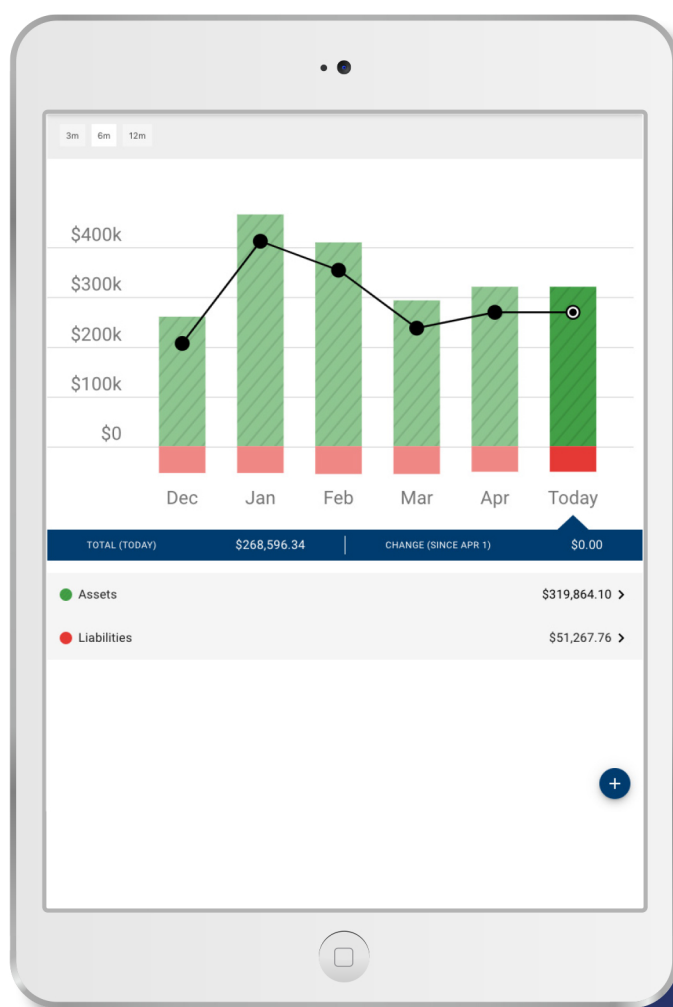 3m 6m 12m
$400k
$300k
$200k
$100k
$0
Dec Jan Feb Mar Apr Today
TOTAL (TODAY) $268,596.34 CHANGE (SINCE APR 1) $0.00
Assets $319,864.10
Liabilities $51,267.76
+